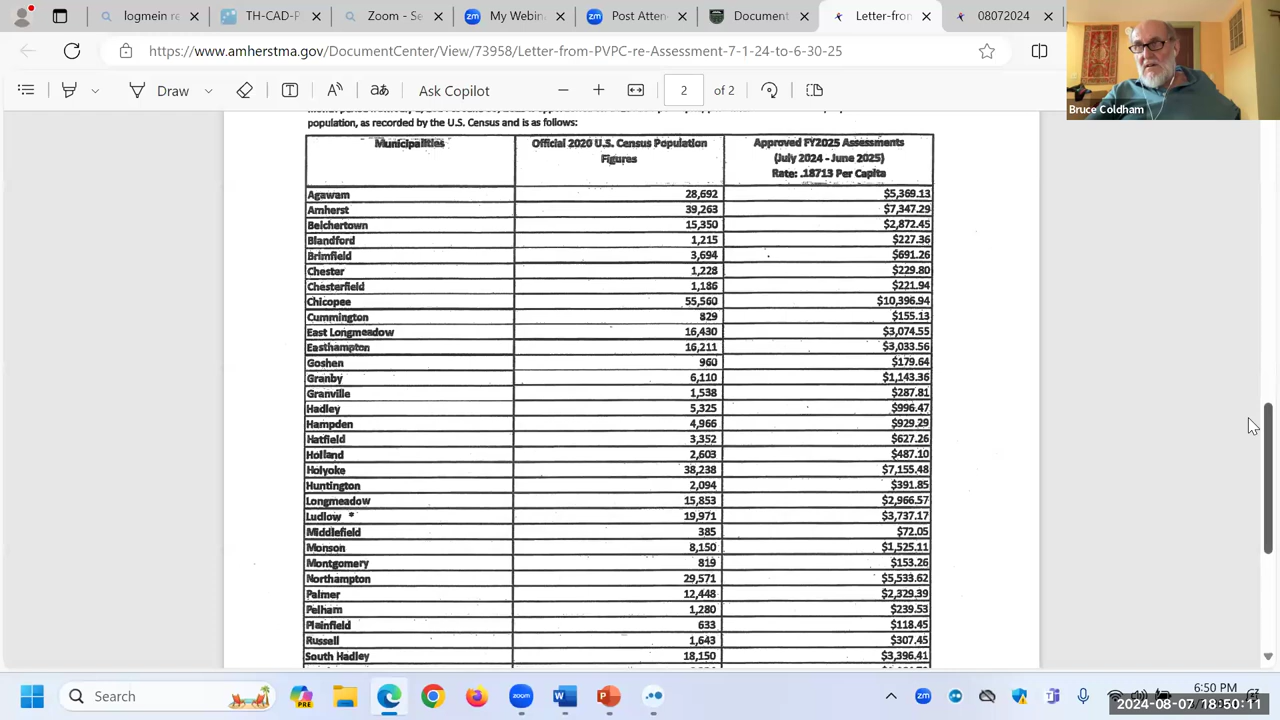 logmein re
TH-CAD-P
Zoom
My Webin
Zoom
Document
Letter-fron
0807202
https://www.amherstma.gov/DocumentCenter/View/73958/Letter-from-PVPC-re-Assessment-7-1-24-to-6-30-25
Draw
Ask Copilot
2 of 2
Bruce Coldham
population, as recorded by the U.S. Census and is as follows:
Municipalities Official 2020 U.S. Census Population Figures Approved FY2025 Assessments (July 2024 - June 2025) Rate: .18713 Per Capita
Agawam 28,692 $5,369.13
Amherst 39,263 $7,347.29
Belchertown 15,350 $2,872.45
Blandford 1,215 $227.36
Brimfield 3,694 $691.26
Chester 1,228 $229.80
Chesterfield 1,186 $221.94
Chicopee 55,560 $10,396.94
Cummington 829 $155.13
East Longmeadow 16,430 $3,074.55
Easthampton 16,211 $3,033.56
Goshen 960 $179.64
Granby 6,110 $1,143.36
Granville 1,538 $287.81
Hadley 5,325 $996.47
Hampden 4,966 $929.29
Hatfield 3,352 $627.26
Holland 2,603 $487.10
Holyoke 38,238 $7,155.48
Huntington 2,094 $391.85
Longmeadow 15,853 $2,966.57
Ludlow * 19,971 $3,737.17
Middlefield 385 $72.05
Monson 8,150 $1,525.11
Montgomery 819 $153.26
Northampton 29,571 $5,533.62
Palmer 12,448 $2,329.39
Pelham 1,280 $239.53
Plainfield 633 $118.45
Russell 1,643 $307.45
South Hadley 18,150 $3,396.41
Search
PRE
zoom
zm
6:50 PM
2024-08-07 18:50:11